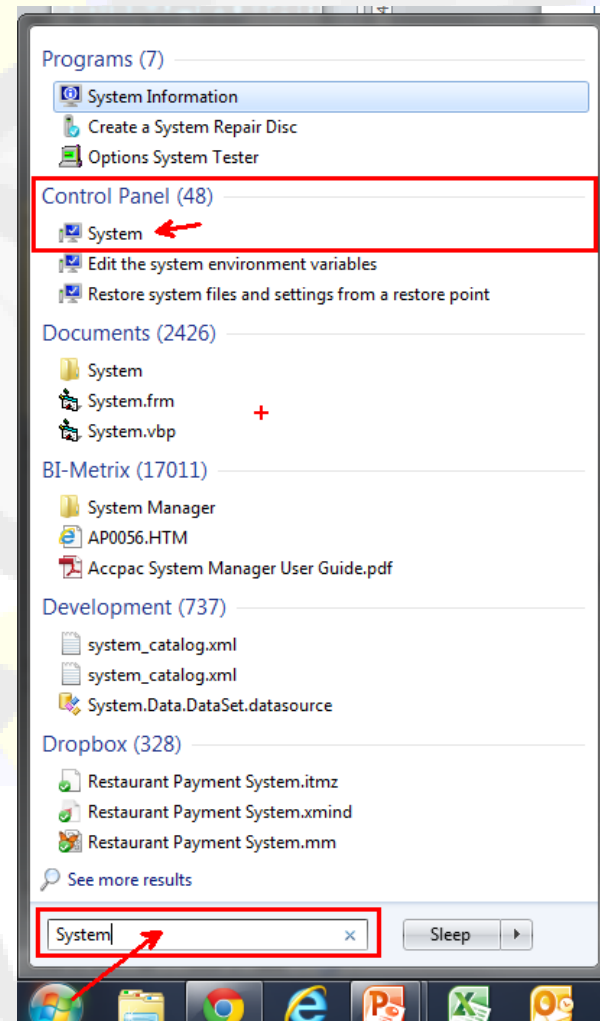 Programs (7)
System Information
Create a System Repair Disc
Options System Tester
Control Panel (48)
System
Edit the system environment variables
Restore system files and settings from a restore point
Documents (2426)
System
System.frm
System.vbp
BI-Metrix (17011)
System Manager
AP0056.HTM
Accpac System Manager User Guide.pdf
Development (737)
system_catalog.xml
system_catalog.xml
System.Data.DataSet.datasource
Dropbox (328)
Restaurant Payment System.itmz
Restaurant Payment System.xmind
Restaurant Payment System.mm
See more results
System
Sleep